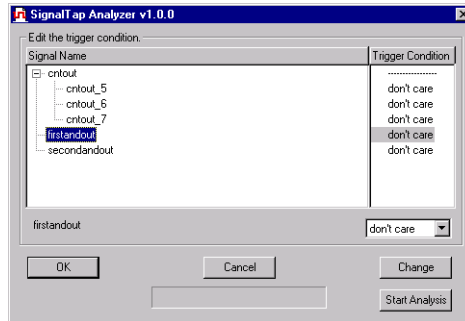 SignalTap Analyzer v1.0.0
Edit the trigger condition.
Signal Name Trigger Condition
cntout ----------------
cntout_5 don't care
cntout_6 don't care
cntout_7 don't care
firstandout don't care
secondandout don't care
firstandout don't care
OK Cancel Change
Start Analysis